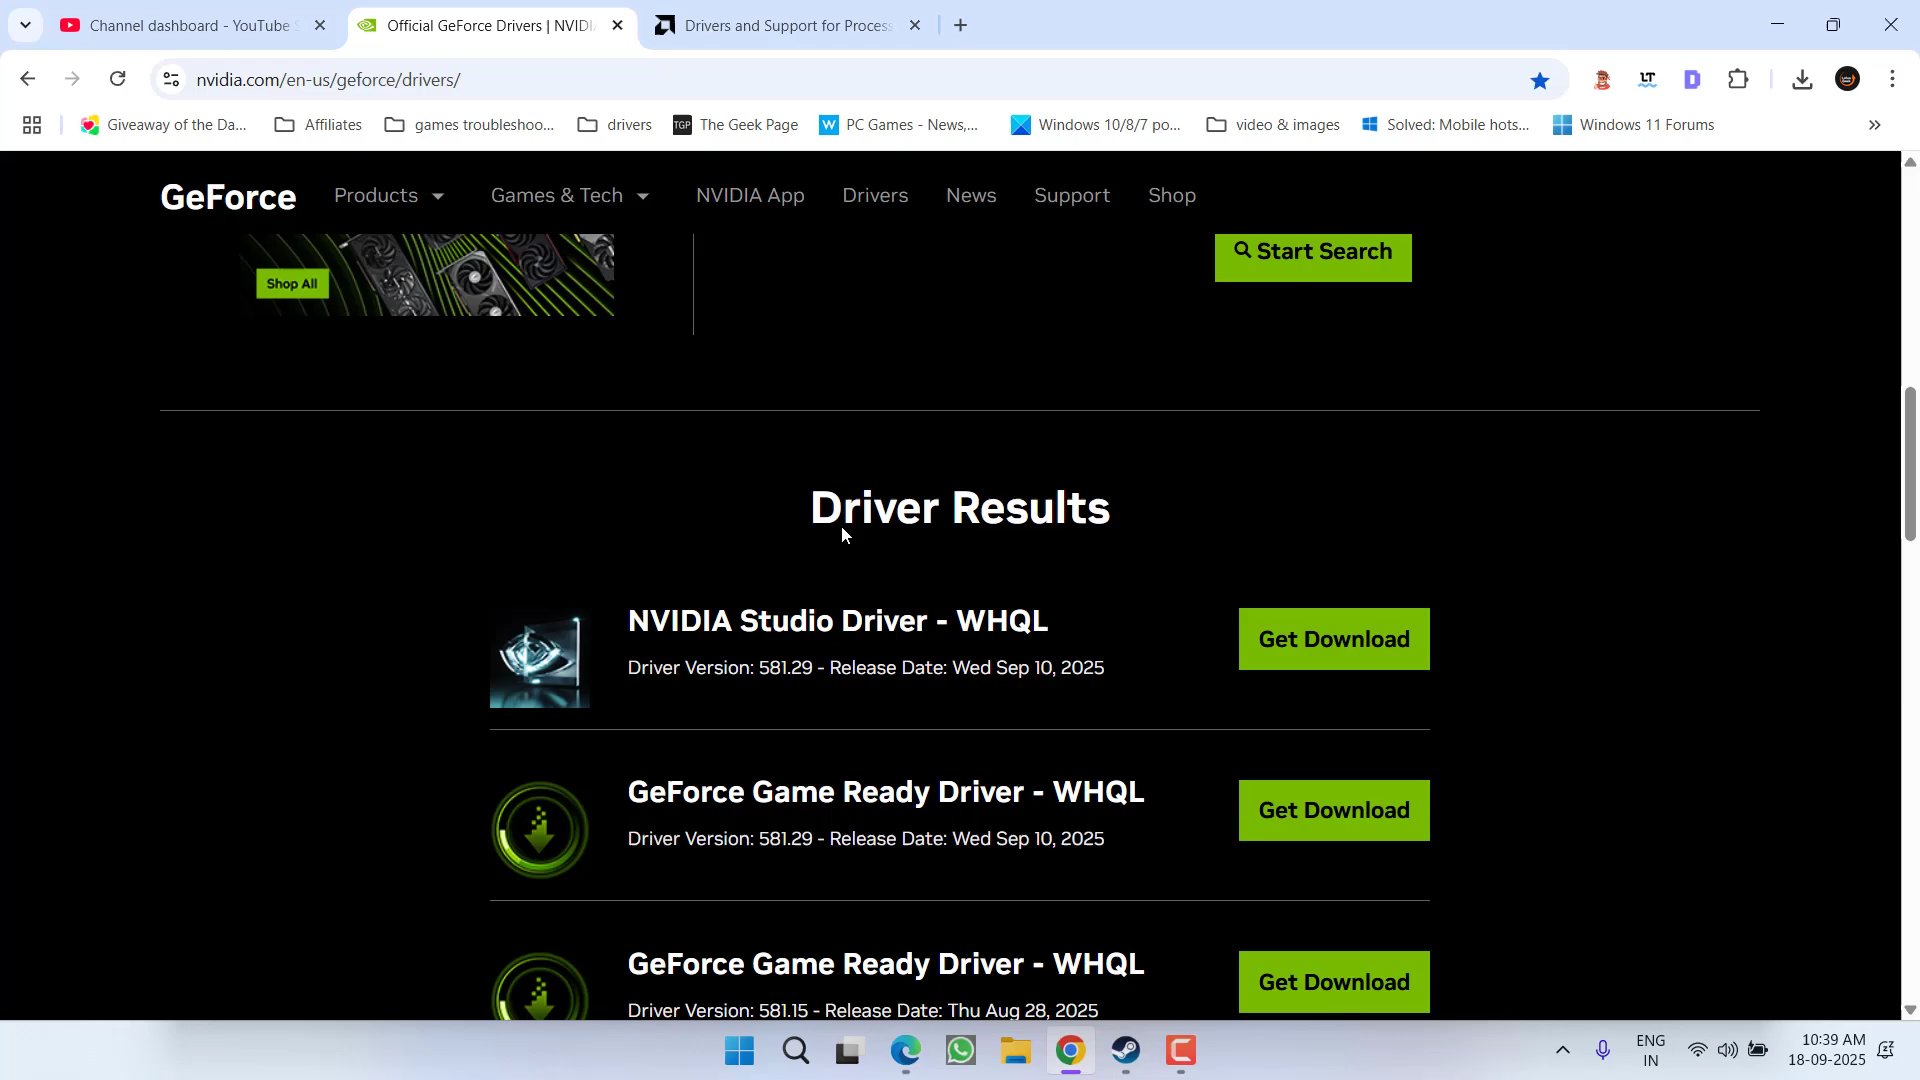 Channel dashboard - YouTube S
Official GeForce Drivers | NVIDI
Drivers and Support for Process
nvidia.com/en-us/geforce/drivers/
LT
D
Giveaway of the Da...
Affiliates
games troubleshoo...
drivers
TGP
The Geek Page
W
PC Games - News,...
Windows 10/8/7 po...
video & images
Solved: Mobile hots...
Windows 11 Forums
GeForce
Products
Games & Tech
NVIDIA App
Drivers
News
Support
Shop
Shop All
Start Search
Driver Results
NVIDIA Studio Driver - WHQL
Driver Version: 581.29 - Release Date: Wed Sep 10, 2025
Get Download
GeForce Game Ready Driver - WHQL
Driver Version: 581.29 - Release Date: Wed Sep 10, 2025
Get Download
GeForce Game Ready Driver - WHQL
Driver Version: 581.15 - Release Date: Thu Aug 28, 2025
Get Download
ENG
IN
10:39 AM
18-09-2025